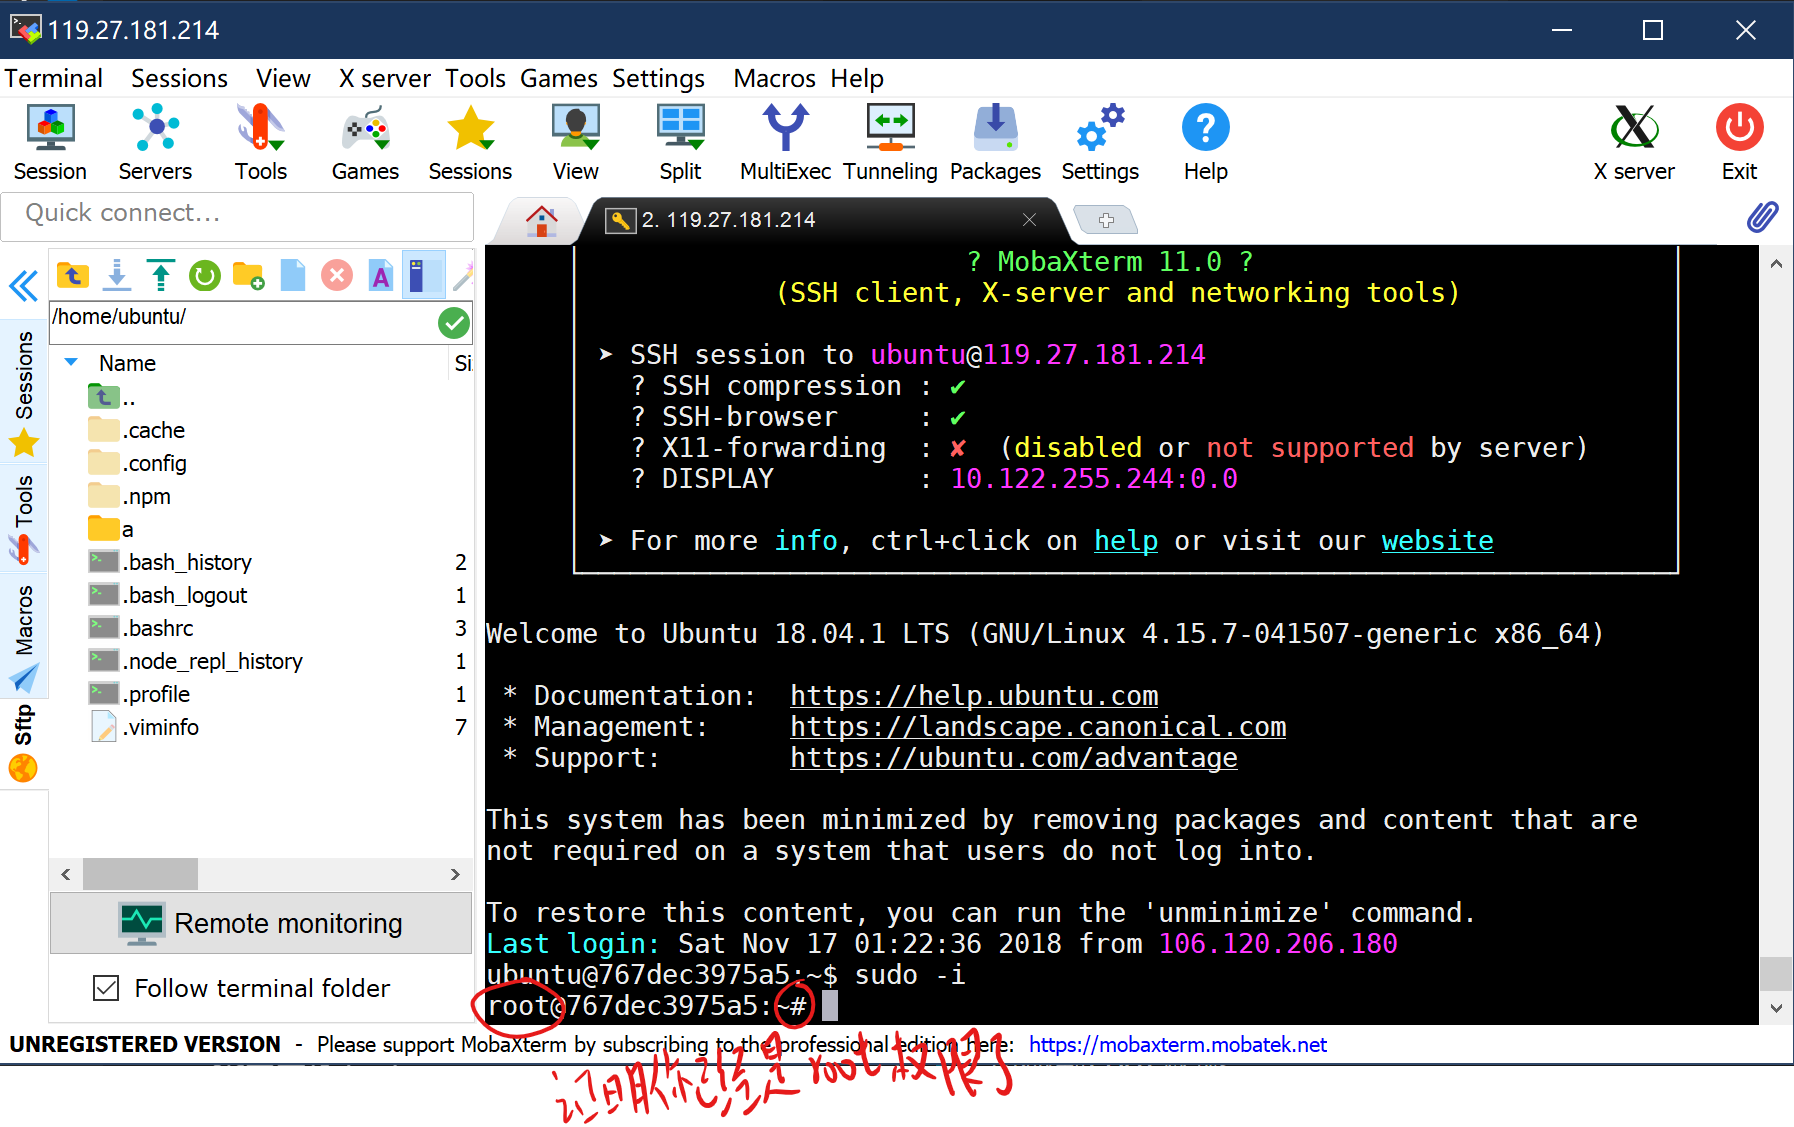 119.27.181.214
Terminal Sessions View X server Tools Games Settings Macros Help
Session Servers Tools Games Sessions View Split MultiExec Tunneling Packages Settings Help X server Exit
Quick connect...
2. 119.27.181.214
/home/ubuntu/
Name Si
..
.cache
.config
.npm
a
.bash_history 2
.bash_logout 1
.bashrc 3
.node_repl_history 1
.profile 1
.viminfo 7
Sessions
Tools
Macros
Sftp
Remote monitoring
Follow terminal folder
? MobaXterm 11.0 ?
(SSH client, X-server and networking tools)
➤ SSH session to ubuntu@119.27.181.214
? SSH compression : ✔
? SSH-browser : ✔
? X11-forwarding : ✘ (disabled or not supported by server)
? DISPLAY : 10.122.255.244:0.0
➤ For more info, ctrl+click on help or visit our website
Welcome to Ubuntu 18.04.1 LTS (GNU/Linux 4.15.7-041507-generic x86_64)
* Documentation: https://help.ubuntu.com
* Management: https://landscape.canonical.com
* Support: https://ubuntu.com/advantage
This system has been minimized by removing packages and content that are
not required on a system that users do not log into.
To restore this content, you can run the 'unminimize' command.
Last login: Sat Nov 17 01:22:36 2018 from 106.120.206.180
ubuntu@767dec3975a5:~$ sudo -i
root@767dec3975a5:~#
UNREGISTERED VERSION - Please support MobaXterm by subscribing to the professional edition here: https://mobaxterm.mobatek.net
证明你已经是root权限了